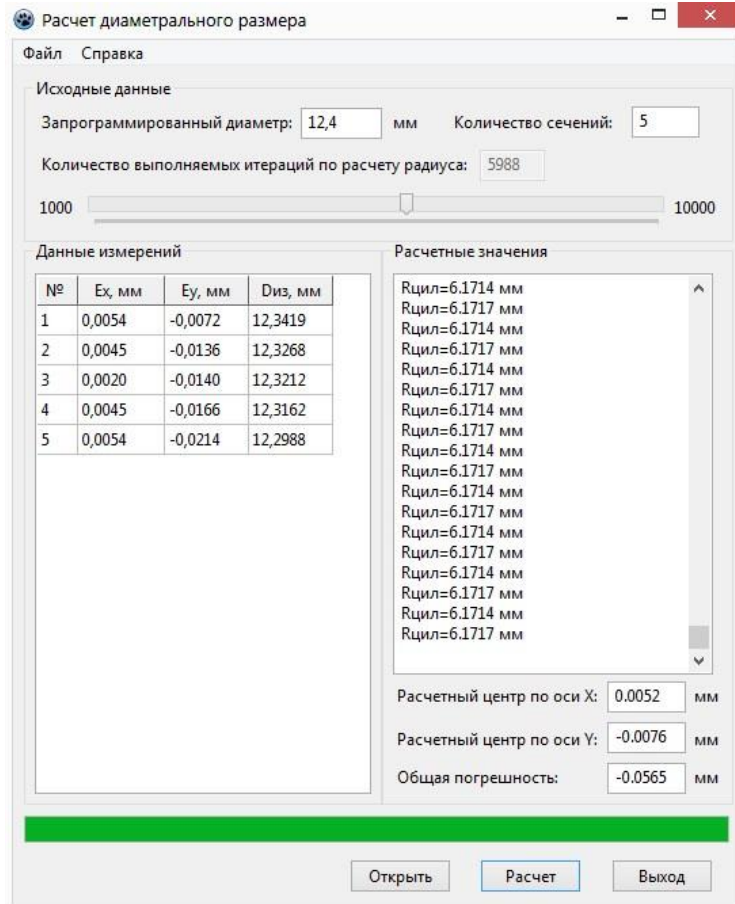 Расчет диаметрального размера
Файл Справка
Исходные данные
Запрограммированный диаметр: 12,4 мм Количество сечений: 5
Количество выполняемых итераций по расчету радиуса: 5988
1000 10000
Данные измерений
№ Ex, мм Ey, мм Dиз, мм
1 0,0054 -0,0072 12,3419
2 0,0045 -0,0136 12,3268
3 0,0020 -0,0140 12,3212
4 0,0045 -0,0166 12,3162
5 0,0054 -0,0214 12,2988
Расчетные значения
Rцил=6.1714 мм
Rцил=6.1717 мм
Rцил=6.1714 мм
Rцил=6.1717 мм
Rцил=6.1714 мм
Rцил=6.1717 мм
Rцил=6.1714 мм
Rцил=6.1717 мм
Rцил=6.1714 мм
Rцил=6.1717 мм
Rцил=6.1714 мм
Rцил=6.1717 мм
Rцил=6.1714 мм
Rцил=6.1717 мм
Rцил=6.1714 мм
Rцил=6.1717 мм
Rцил=6.1714 мм
Rцил=6.1717 мм
Расчетный центр по оси X: 0.0052 мм
Расчетный центр по оси Y: -0.0076 мм
Общая погрешность: -0.0565 мм
Открыть Расчет Выход